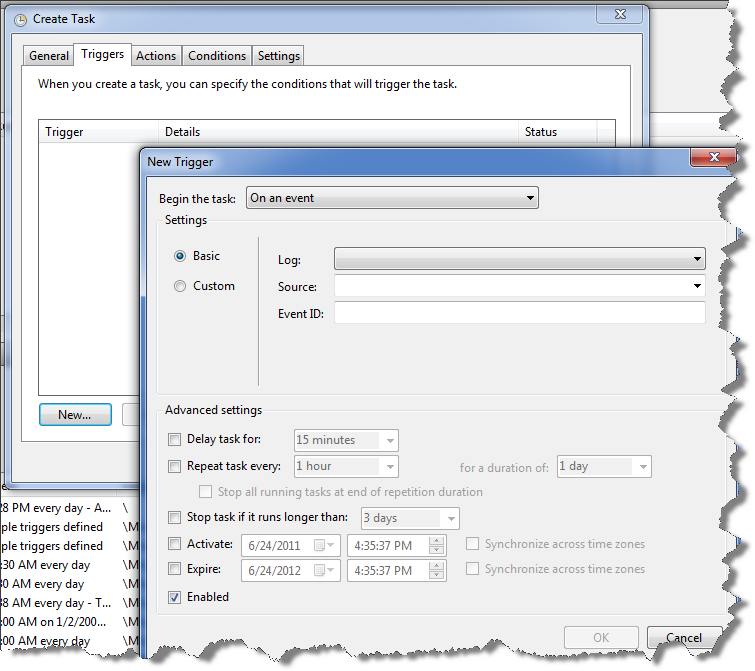 Create Task
General Triggers Actions Conditions Settings
When you create a task, you can specify the conditions that will trigger the task.
Trigger Details Status
New Trigger
Begin the task: On an event
Settings
Basic
Custom
Log:
Source:
Event ID:
New...
Advanced settings
Delay task for: 15 minutes
Repeat task every: 1 hour for a duration of: 1 day
Stop all running tasks at end of repetition duration
Stop task if it runs longer than: 3 days
Activate: 6/24/2011 4:35:37 PM Synchronize across time zones
Expire: 6/24/2012 4:35:37 PM Synchronize across time zones
Enabled
OK Cancel
PM every day - A... \
ple triggers defined \M
ple triggers defined \M
:30 AM every day \M
30 AM every day \M
38 AM every day - T... \M
:00 AM on 1/2/200... \M
:00 AM every day \M